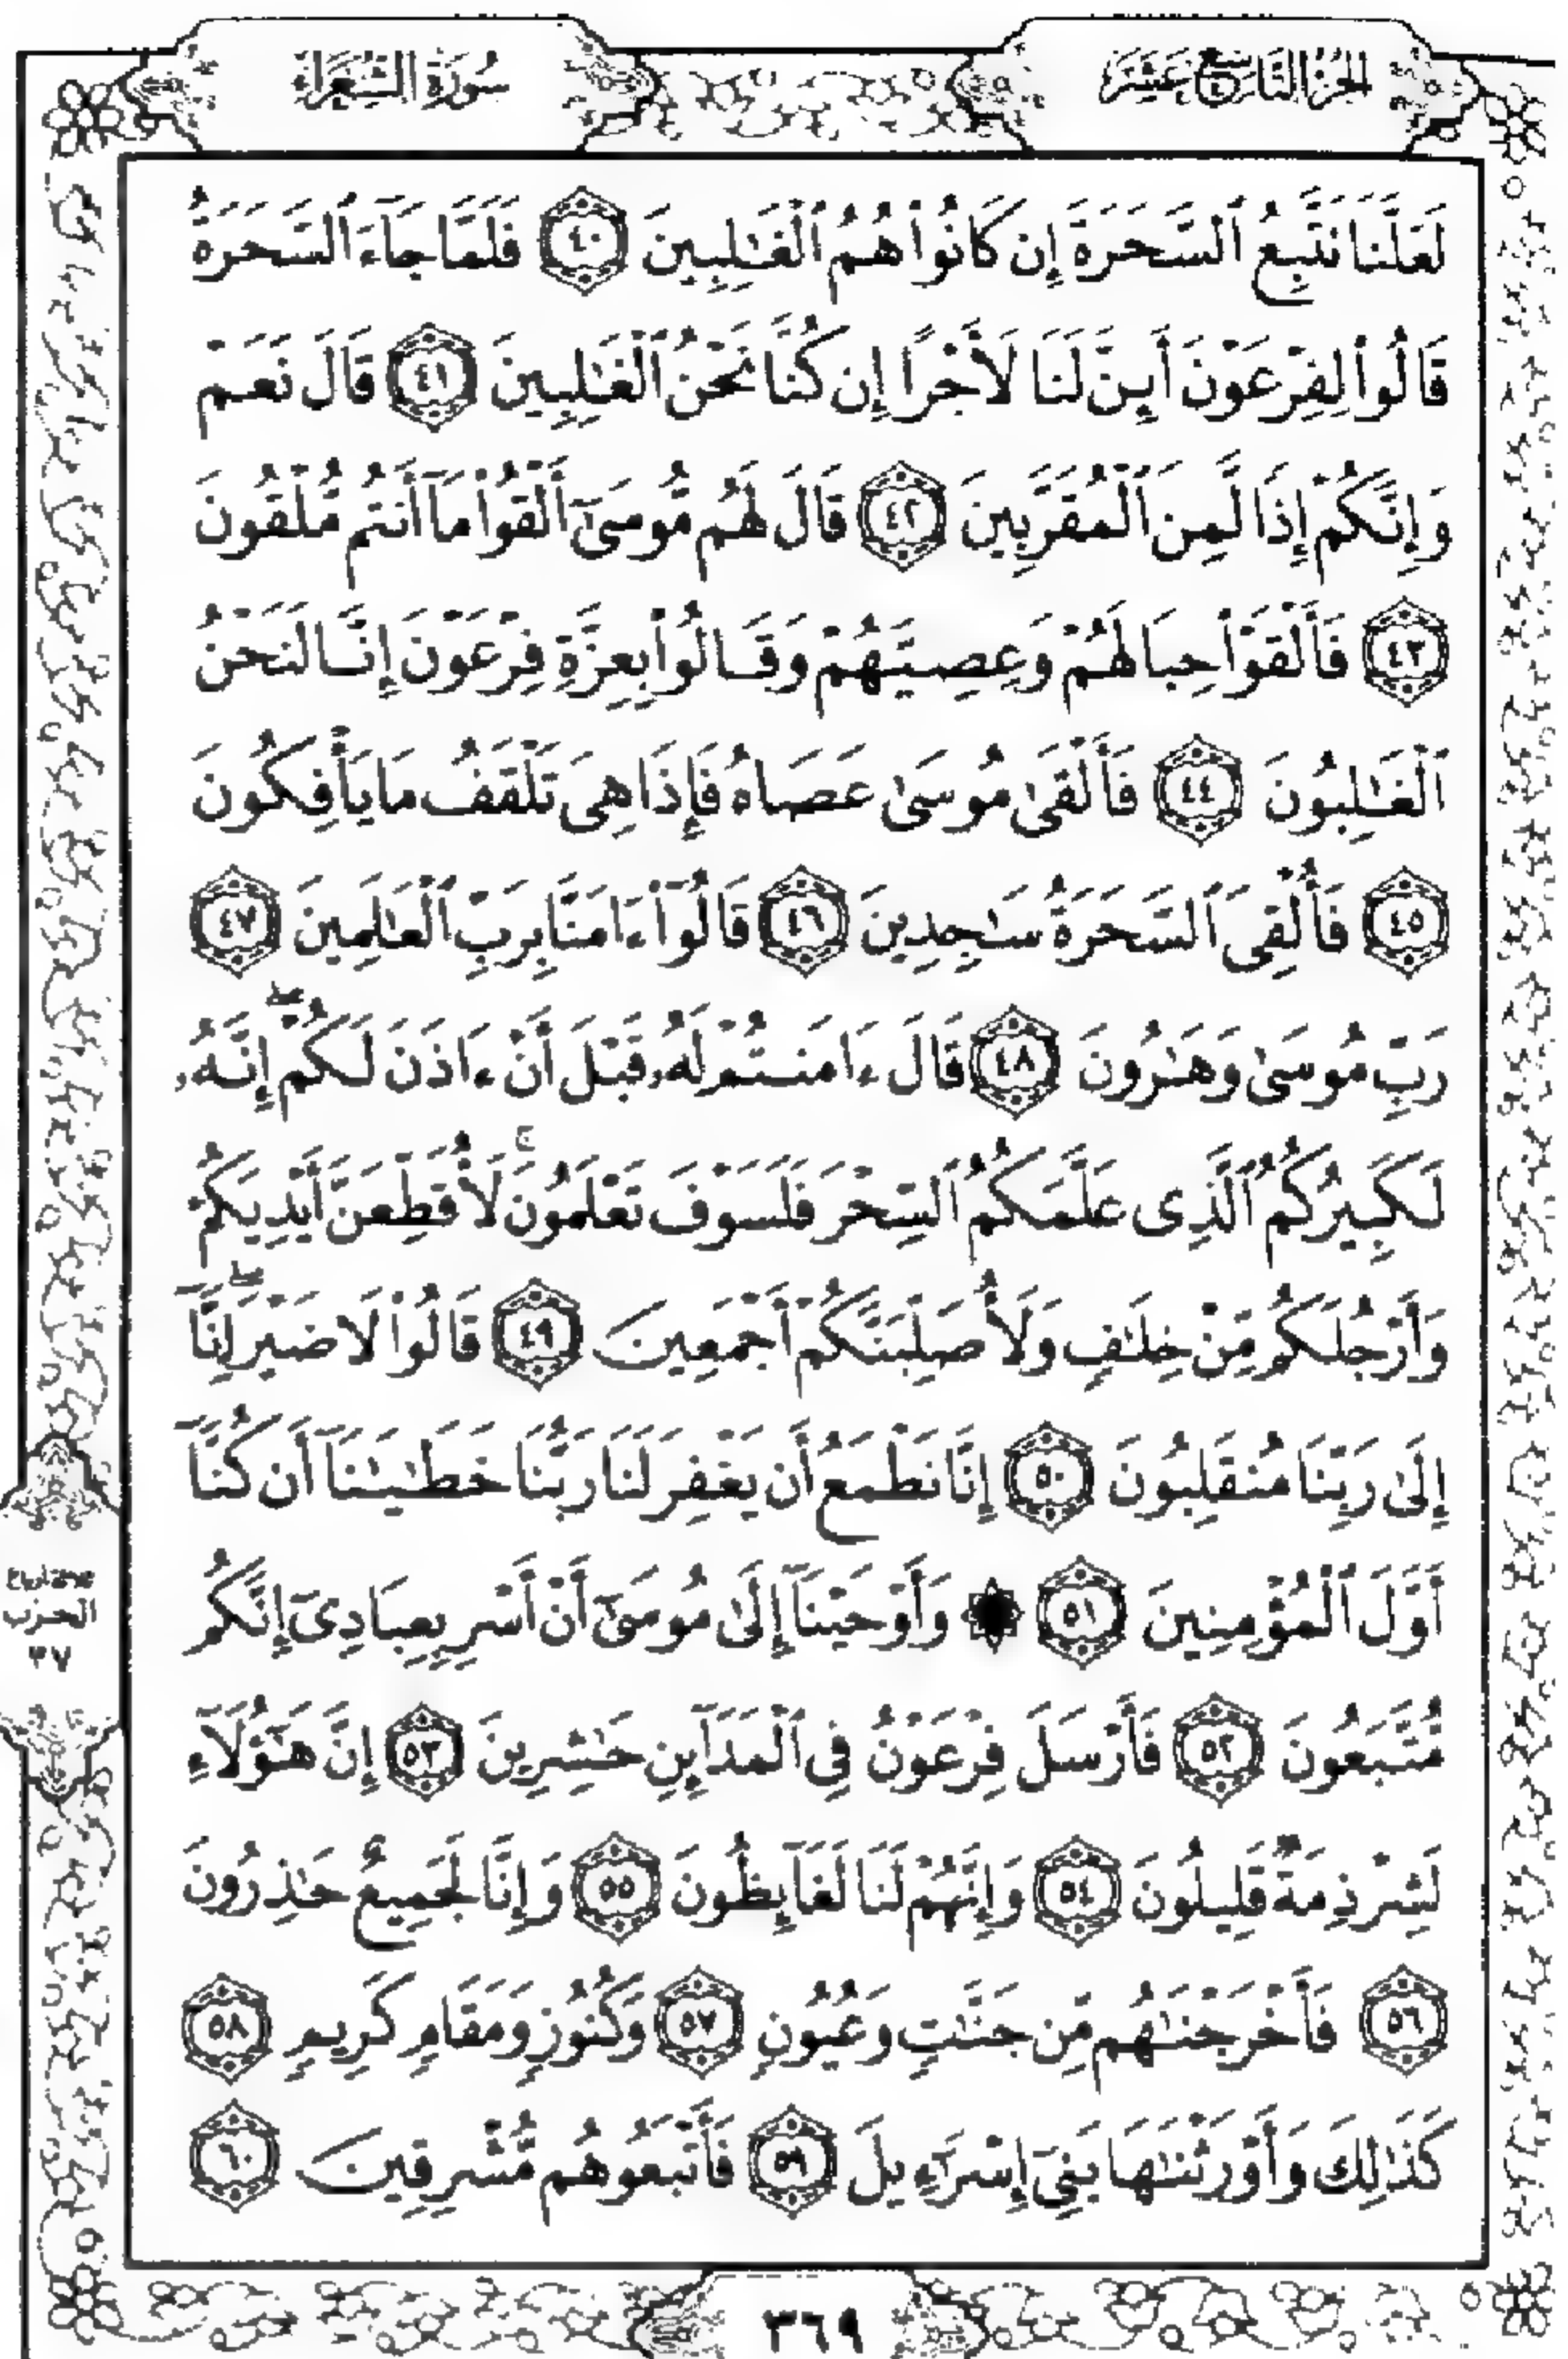 الجزء التاسع عشر
سورة الشعراء
لَعَلَّنَا نَتَّبِعُ ٱلسَّحَرَةَ إِن كَانُوا۟ هُمُ ٱلْغَـٰلِبِينَ ٤٠ فَلَمَّا جَآءَ ٱلسَّحَرَةُ
قَالُوا۟ لِفِرْعَوْنَ أَئِنَّ لَنَا لَأَجْرًا إِن كُنَّا نَحْنُ ٱلْغَـٰلِبِينَ ٤١ قَالَ نَعَمْ
وَإِنَّكُمْ إِذًا لَّمِنَ ٱلْمُقَرَّبِينَ ٤٢ قَالَ لَهُم مُّوسَىٰٓ أَلْقُوا۟ مَآ أَنتُم مُّلْقُونَ
٤٣ فَأَلْقَوْا۟ حِبَالَهُمْ وَعِصِيَّهُمْ وَقَالُوا۟ بِعِزَّةِ فِرْعَوْنَ إِنَّا لَنَحْنُ
ٱلْغَـٰلِبُونَ ٤٤ فَأَلْقَىٰ مُوسَىٰ عَصَاهُ فَإِذَا هِىَ تَلْقَفُ مَا يَأْفِكُونَ
٤٥ فَأُلْقِىَ ٱلسَّحَرَةُ سَـٰجِدِينَ ٤٦ قَالُوٓا۟ ءَامَنَّا بِرَبِّ ٱلْعَـٰلَمِينَ ٤٧
رَبِّ مُوسَىٰ وَهَـٰرُونَ ٤٨ قَالَ ءَامَنتُمْ لَهُۥ قَبْلَ أَنْ ءَاذَنَ لَكُمْ ۖ إِنَّهُۥ
لَكَبِيرُكُمُ ٱلَّذِى عَلَّمَكُمُ ٱلسِّحْرَ فَلَسَوْفَ تَعْلَمُونَ ۚ لَأُقَطِّعَنَّ أَيْدِيَكُمْ
وَأَرْجُلَكُم مِّنْ خِلَـٰفٍ وَلَأُصَلِّبَنَّكُمْ أَجْمَعِينَ ٤٩ قَالُوا۟ لَا ضَيْرَ ۖ إِنَّآ
إِلَىٰ رَبِّنَا مُنقَلِبُونَ ٥٠ إِنَّا نَطْمَعُ أَن يَغْفِرَ لَنَا رَبُّنَا خَطَـٰيَـٰنَآ أَن كُنَّآ
أَوَّلَ ٱلْمُؤْمِنِينَ ٥١ ۞ وَأَوْحَيْنَآ إِلَىٰ مُوسَىٰٓ أَنْ أَسْرِ بِعِبَادِىٓ إِنَّكُم
مُّتَّبَعُونَ ٥٢ فَأَرْسَلَ فِرْعَوْنُ فِى ٱلْمَدَآئِنِ حَـٰشِرِينَ ٥٣ إِنَّ هَـٰٓؤُلَآءِ
لَشِرْذِمَةٌ قَلِيلُونَ ٥٤ وَإِنَّهُمْ لَنَا لَغَآئِظُونَ ٥٥ وَإِنَّا لَجَمِيعٌ حَـٰذِرُونَ
٥٦ فَأَخْرَجْنَـٰهُم مِّن جَنَّـٰتٍ وَعُيُونٍ ٥٧ وَكُنُوزٍ وَمَقَامٍ كَرِيمٍ ٥٨
كَذَٰلِكَ وَأَوْرَثْنَـٰهَا بَنِىٓ إِسْرَٰٓءِيلَ ٥٩ فَأَتْبَعُوهُم مُّشْرِقِينَ ٦٠
الحزب
٣٧
٣٦٩